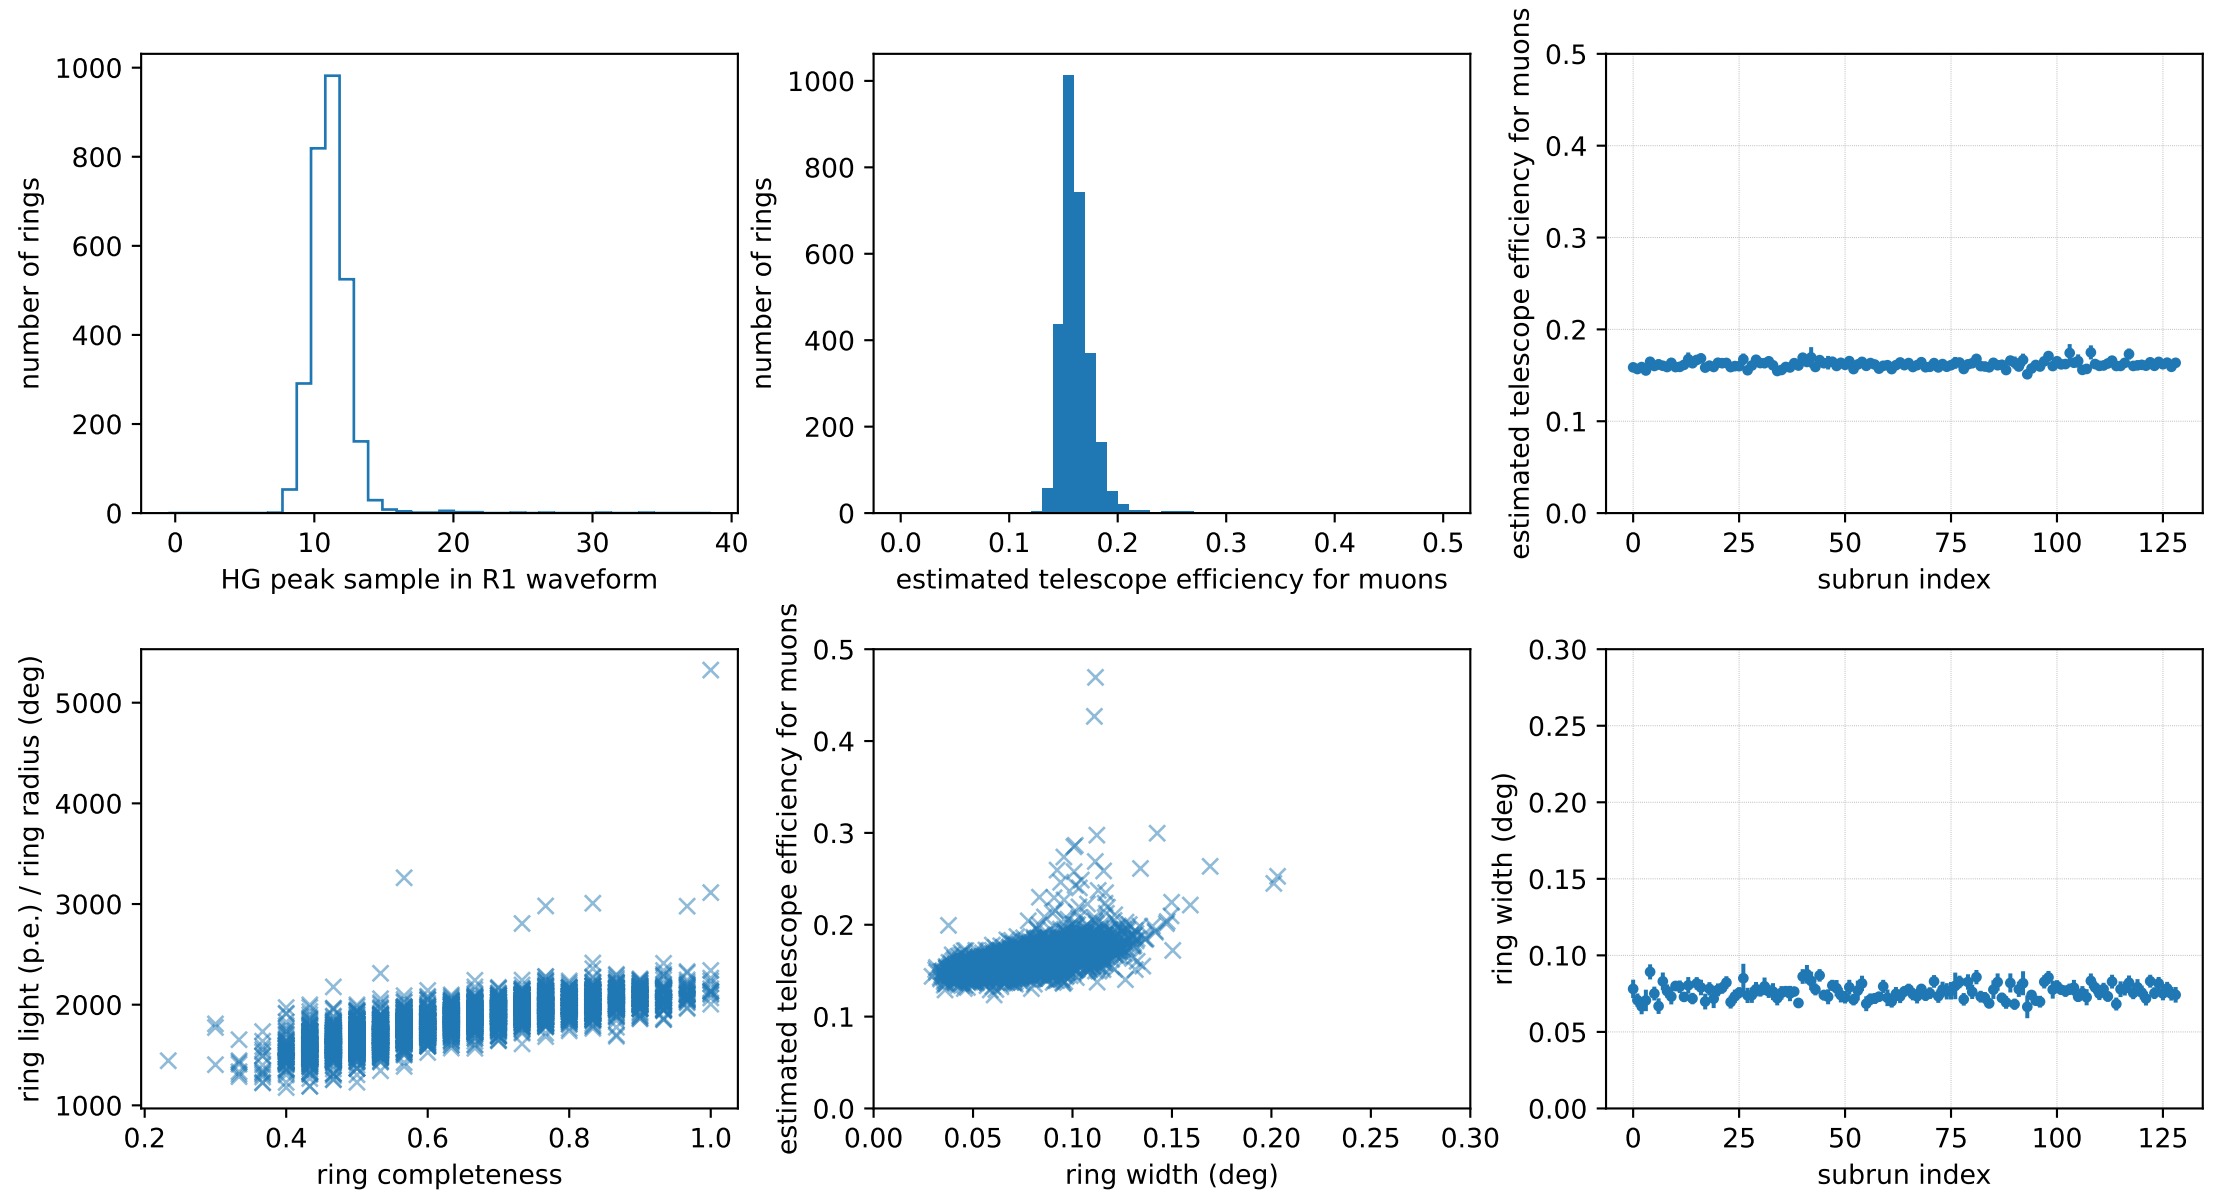 1000
800
600
400
200
0
number of rings
0 10 20 30 40
HG peak sample in R1 waveform
1000
800
600
400
200
0
number of rings
0.0 0.1 0.2 0.3 0.4 0.5
estimated telescope efficiency for muons
0.5
0.4
0.3
0.2
0.1
0.0
estimated telescope efficiency for muons
0 25 50 75 100 125
subrun index
5000
4000
3000
2000
1000
ring light (p.e.) / ring radius (deg)
0.2 0.4 0.6 0.8 1.0
ring completeness
0.5
0.4
0.3
0.2
0.1
0.0
estimated telescope efficiency for muons
0.00 0.05 0.10 0.15 0.20 0.25 0.30
ring width (deg)
0.30
0.25
0.20
0.15
0.10
0.05
0.00
ring width (deg)
0 25 50 75 100 125
subrun index